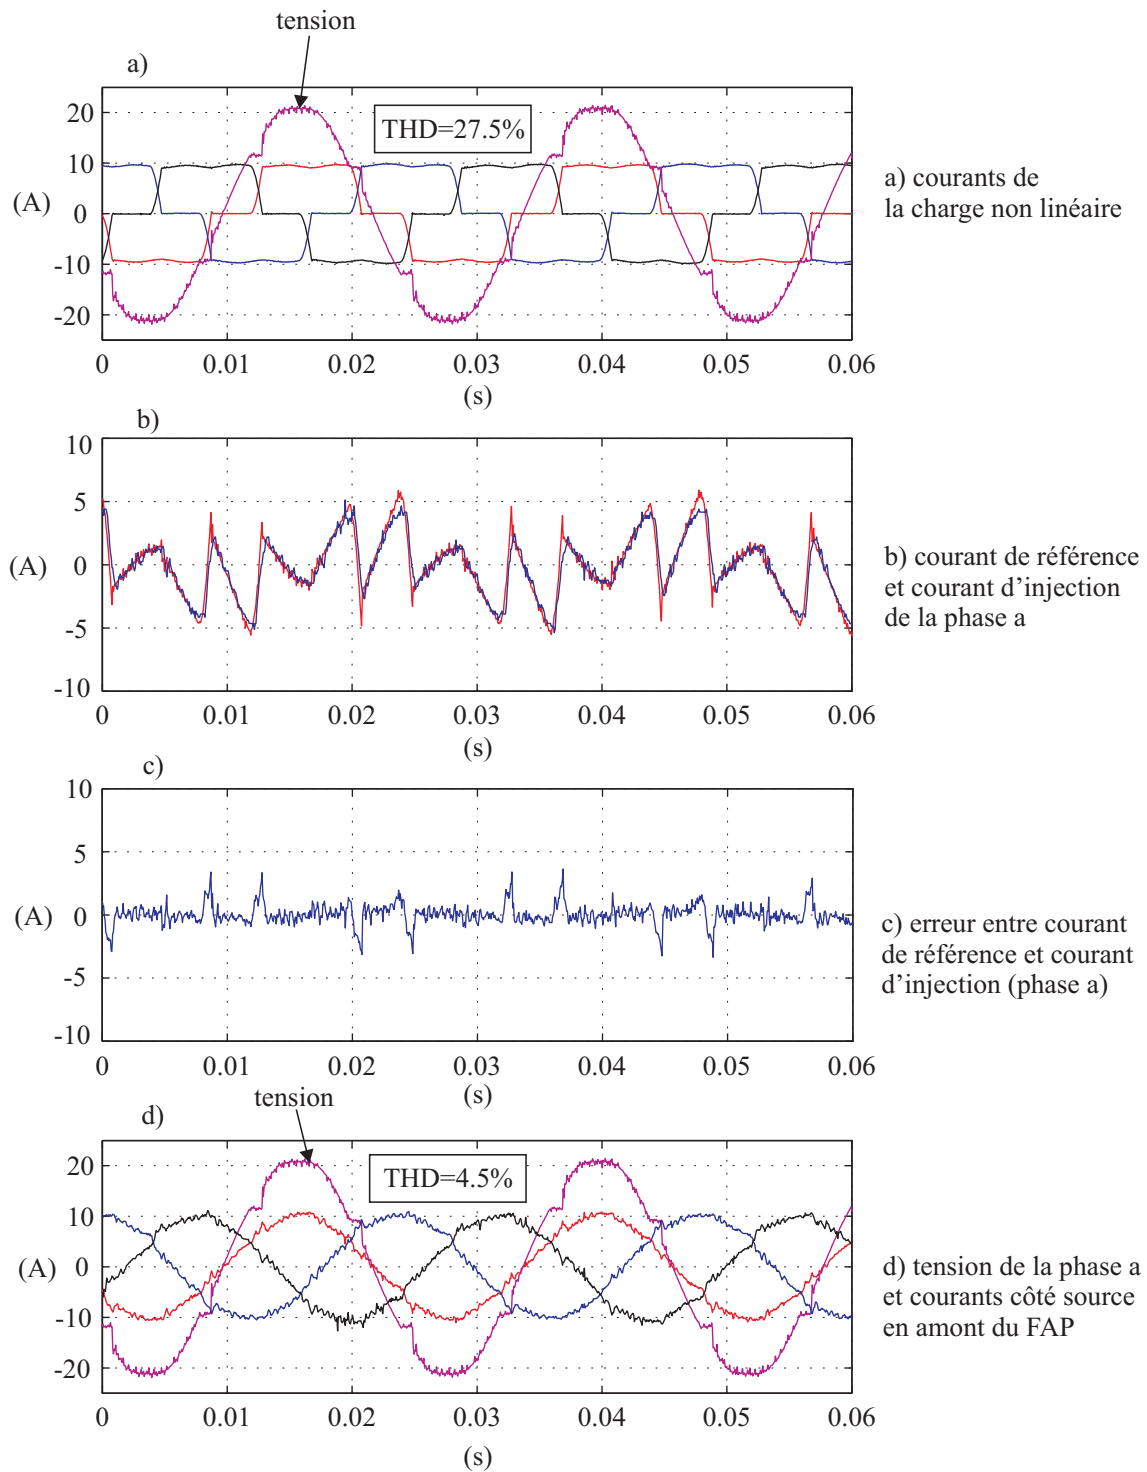 tension
a)
THD=27.5%
20
10
0
-10
-20
(A)
0 0.01 0.02 0.03 0.04 0.05 0.06
(s)
a) courants de
la charge non linéaire
b)
10
5
0
-5
-10
(A)
0 0.01 0.02 0.03 0.04 0.05 0.06
(s)
b) courant de référence
et courant d'injection
de la phase a
c)
10
5
0
-5
-10
(A)
0 0.01 0.02 0.03 0.04 0.05 0.06
(s)
c) erreur entre courant
de référence et courant
d'injection (phase a)
tension
d)
THD=4.5%
20
10
0
-10
-20
(A)
0 0.01 0.02 0.03 0.04 0.05 0.06
(s)
d) tension de la phase a
et courants côté source
en amont du FAP